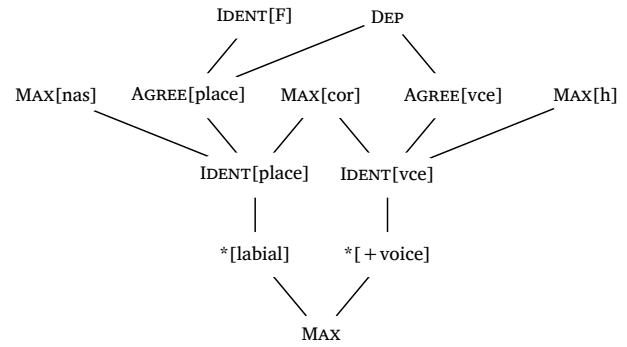 IDENT[F] DEP
MAX[nas] AGREE[place] MAX[cor] AGREE[vce] MAX[h]
IDENT[place] IDENT[vce]
*[labial] *[+voice]
MAX